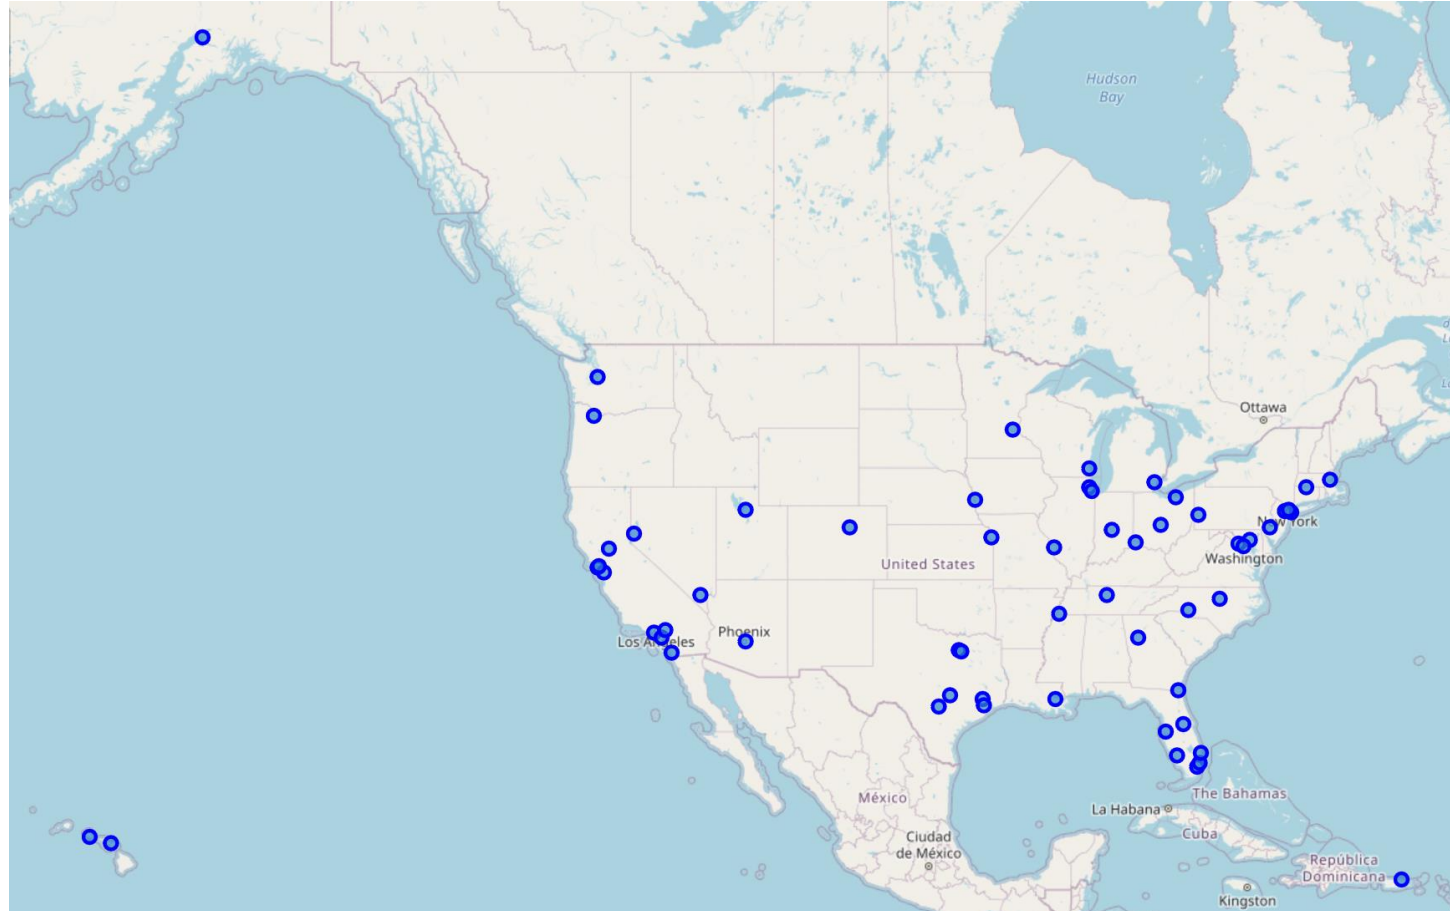 Hudson
Bay
Ottawa
New York
Washington
United States
Phoenix
Los Angeles
México
The Bahamas
La Habana
Cuba
Ciudad
de México
República
Dominicana
Kingston